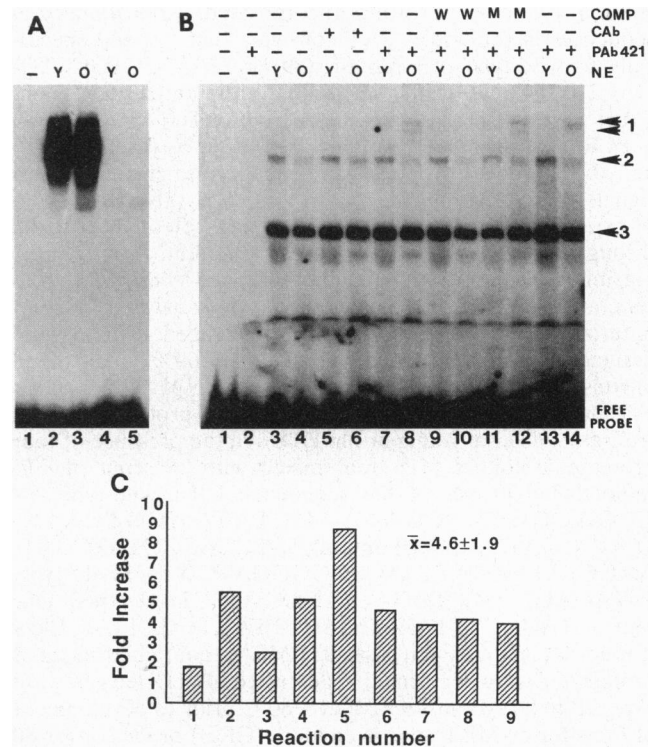 A
– Y O Y O
1 2 3 4 5
B
– – – – – – – – W W M M – – COMP
– – – – + + – – – – – – – – CAb
– – – – – – + + + + + + + + PAb421
– – Y O Y O Y O Y O Y O Y O NE
1
2
3
FREE
PROBE
1 2 3 4 5 6 7 8 9 10 11 12 13 14
C
x̄=4.6±1.9
Fold Increase
10
9
8
7
6
5
4
3
2
1
0
1 2 3 4 5 6 7 8 9
Reaction number